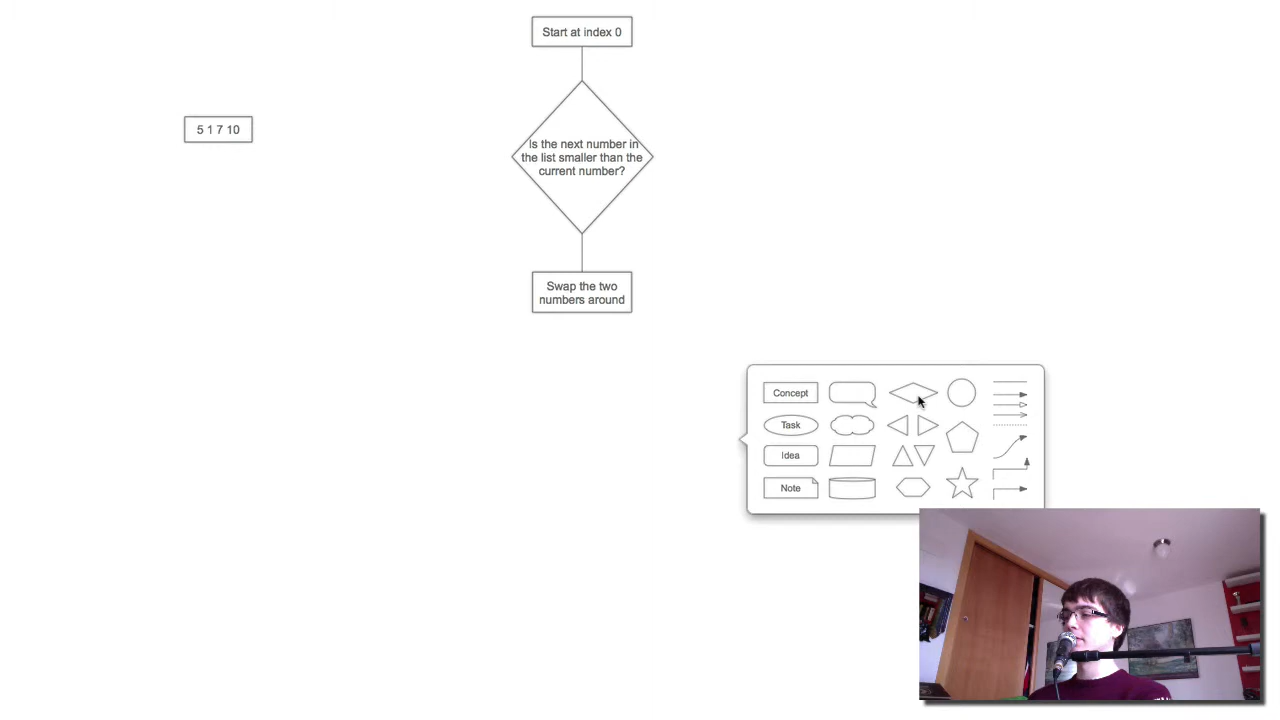 Start at index 0
5 1 7 10
Is the next number in
the list smaller than the
current number?
Swap the two
numbers around
Concept
Task
Idea
Note